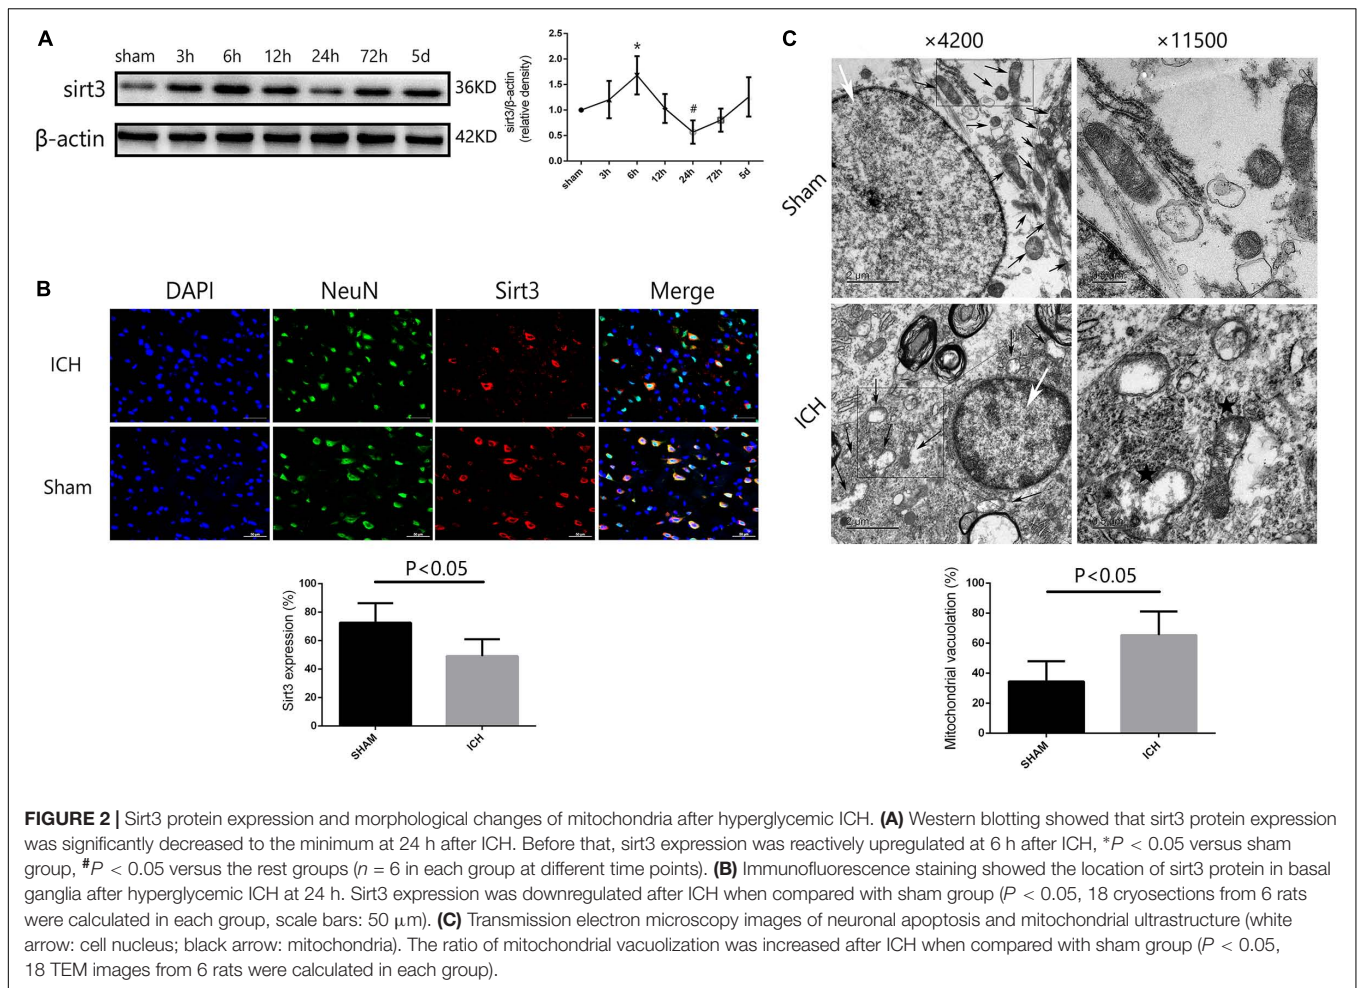 A
sham 3h 6h 12h 24h 72h 5d
sirt3 36KD
β-actin 42KD
sirt3/β-actin
(relative density)
2.5
2.0
1.5
1.0
0.5
0.0
*
#
sham 3h 6h 12h 24h 72h 5d
B
DAPI NeuN Sirt3 Merge
ICH
Sham
50 μm 50 μm 50 μm 50 μm
P<0.05
Sirt3 expression (%)
100
80
60
40
20
0
SHAM ICH
C
×4200 ×11500
Sham
2 μm
ICH
2 μm
P<0.05
Mitochondrial vacuolation (%)
100
80
60
40
20
0
SHAM ICH
FIGURE 2 | Sirt3 protein expression and morphological changes of mitochondria after hyperglycemic ICH. (A) Western blotting showed that sirt3 protein expression
was significantly decreased to the minimum at 24 h after ICH. Before that, sirt3 expression was reactively upregulated at 6 h after ICH, *P < 0.05 versus sham
group, #P < 0.05 versus the rest groups (n = 6 in each group at different time points). (B) Immunofluorescence staining showed the location of sirt3 protein in basal
ganglia after hyperglycemic ICH at 24 h. Sirt3 expression was downregulated after ICH when compared with sham group (P < 0.05, 18 cryosections from 6 rats
were calculated in each group, scale bars: 50 μm). (C) Transmission electron microscopy images of neuronal apoptosis and mitochondrial ultrastructure (white
arrow: cell nucleus; black arrow: mitochondria). The ratio of mitochondrial vacuolization was increased after ICH when compared with sham group (P < 0.05,
18 TEM images from 6 rats were calculated in each group).